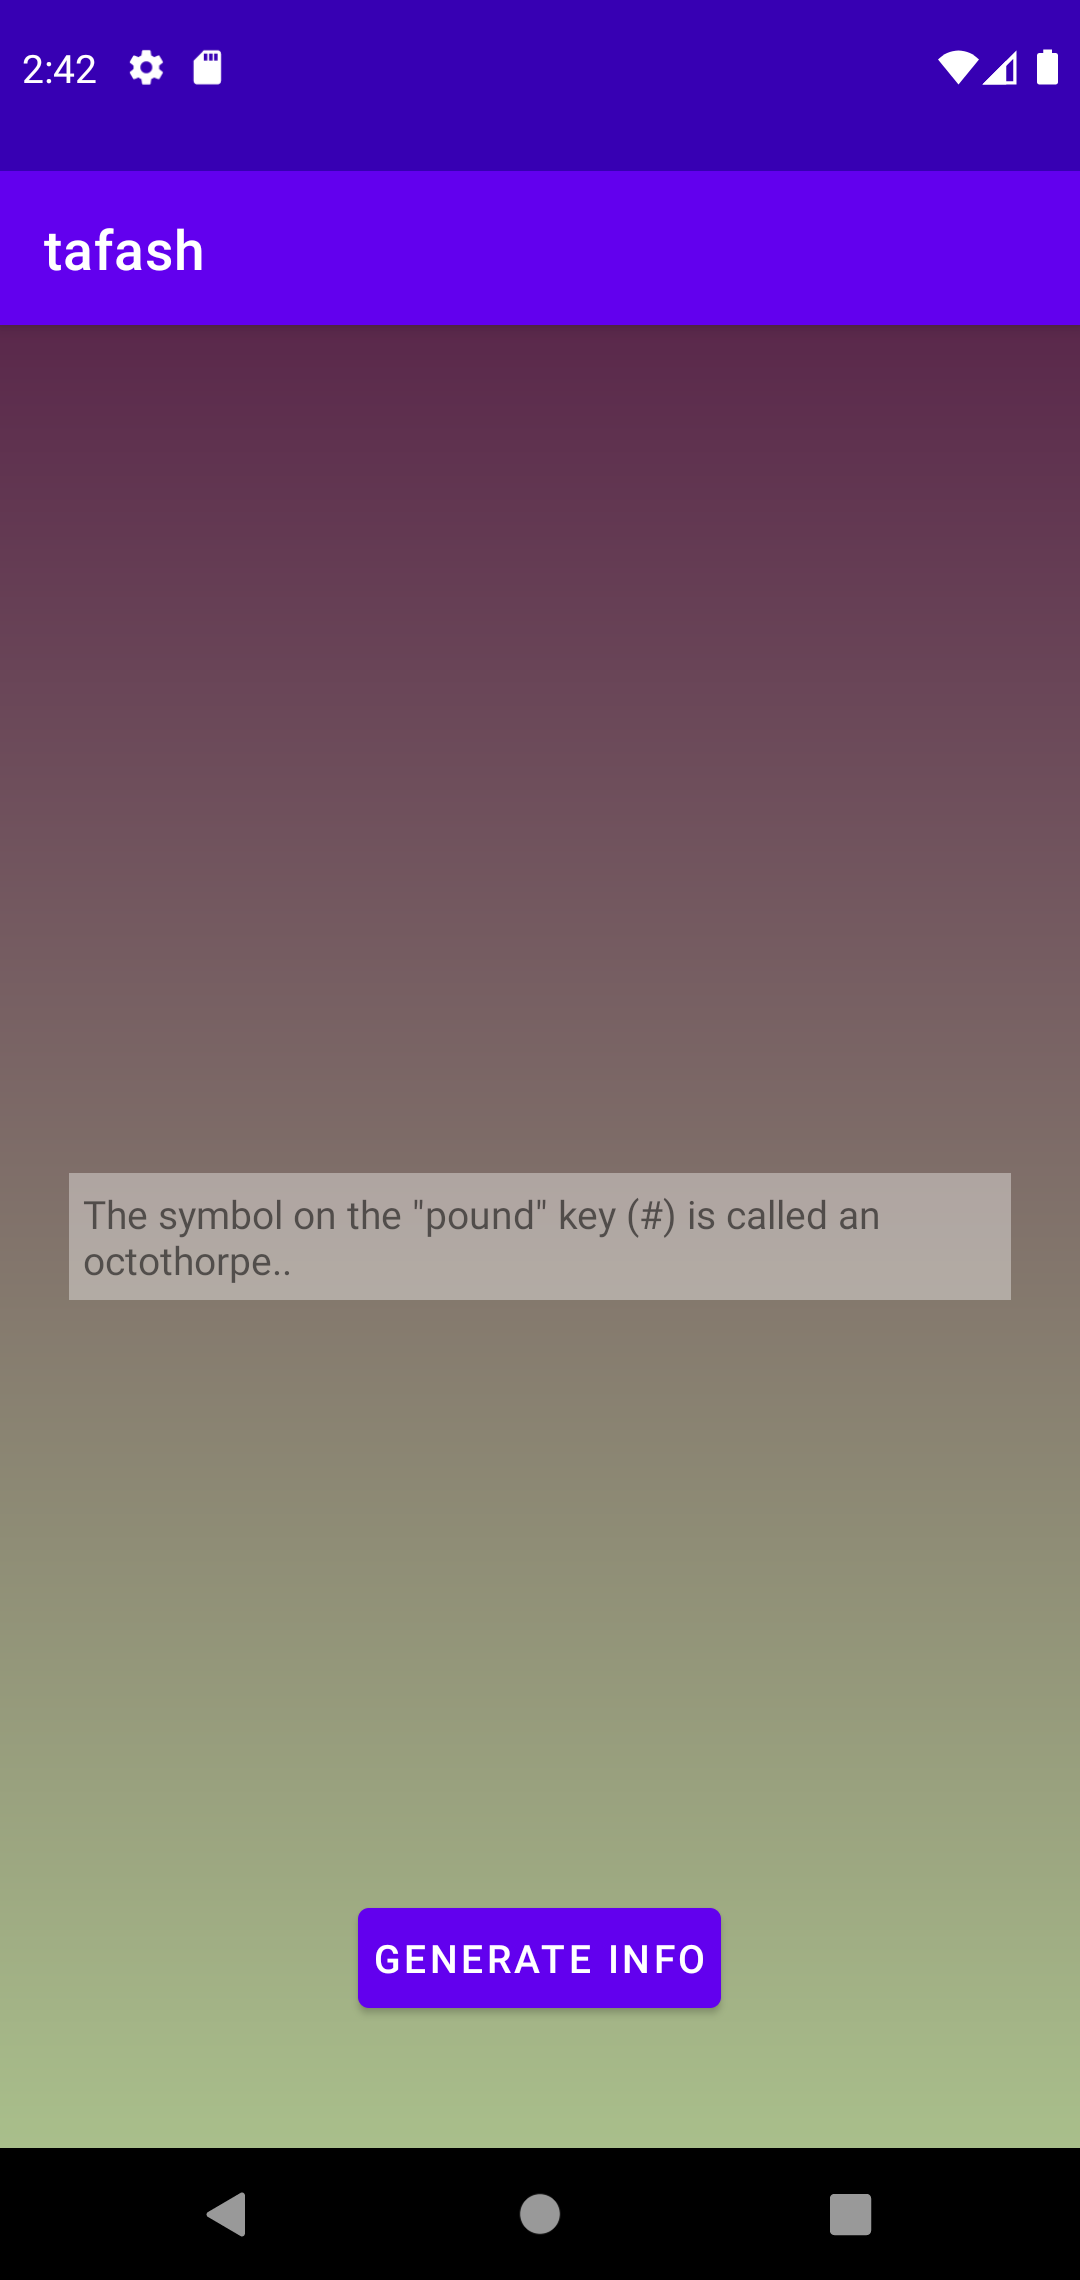 2:42
tafash
The symbol on the "pound" key (#) is called an
octothorpe..
GENERATE INFO